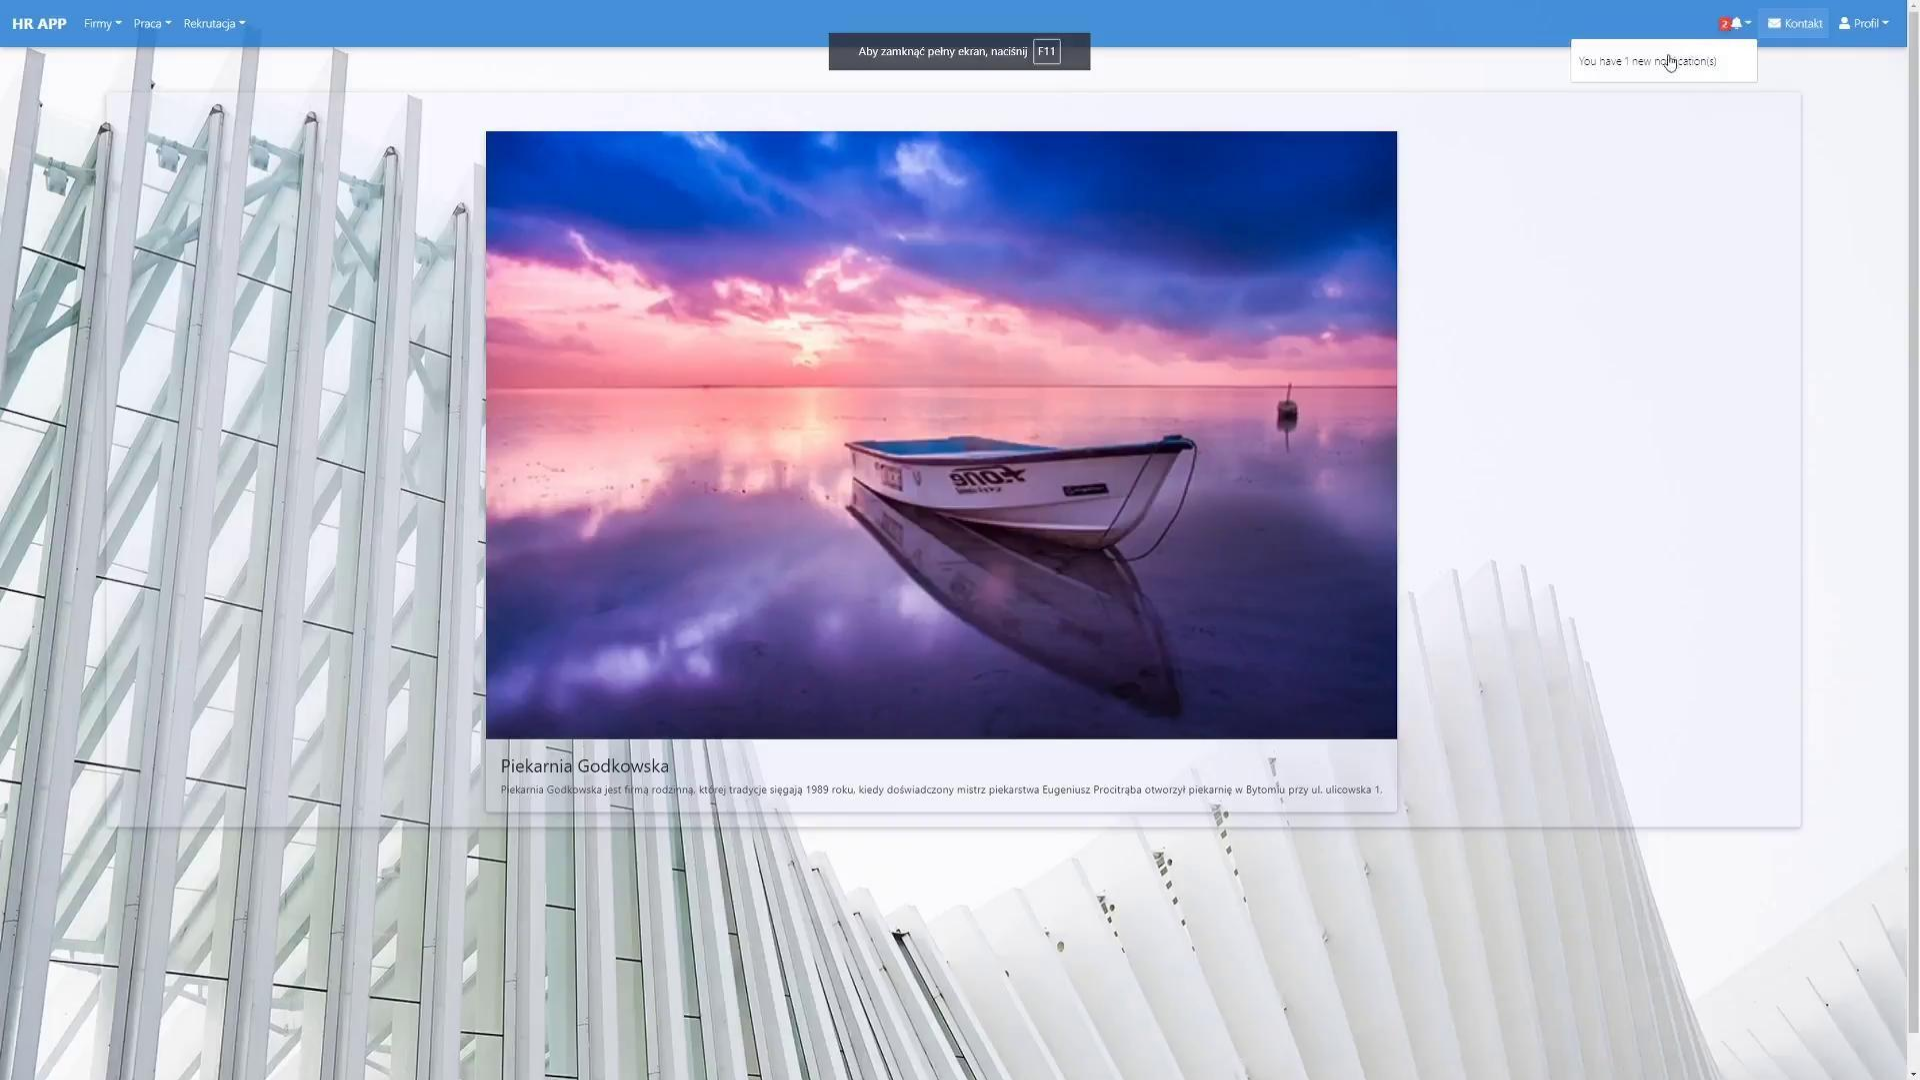 HR APP Firmy Praca Rekrutacja 2 Kontakt Profil
Aby zamknąć pełny ekran, naciśnij F11
You have 1 new
Piekarnia Godkowska
Piekarnia Godkowska jest firmą rodzinną, której tradycje sięgają 1989 roku, kiedy doświadczony mistrz piekarstwa Eugeniusz Procitrąba otworzył piekarnię w Bytomiu przy ul. ulicowska 1.